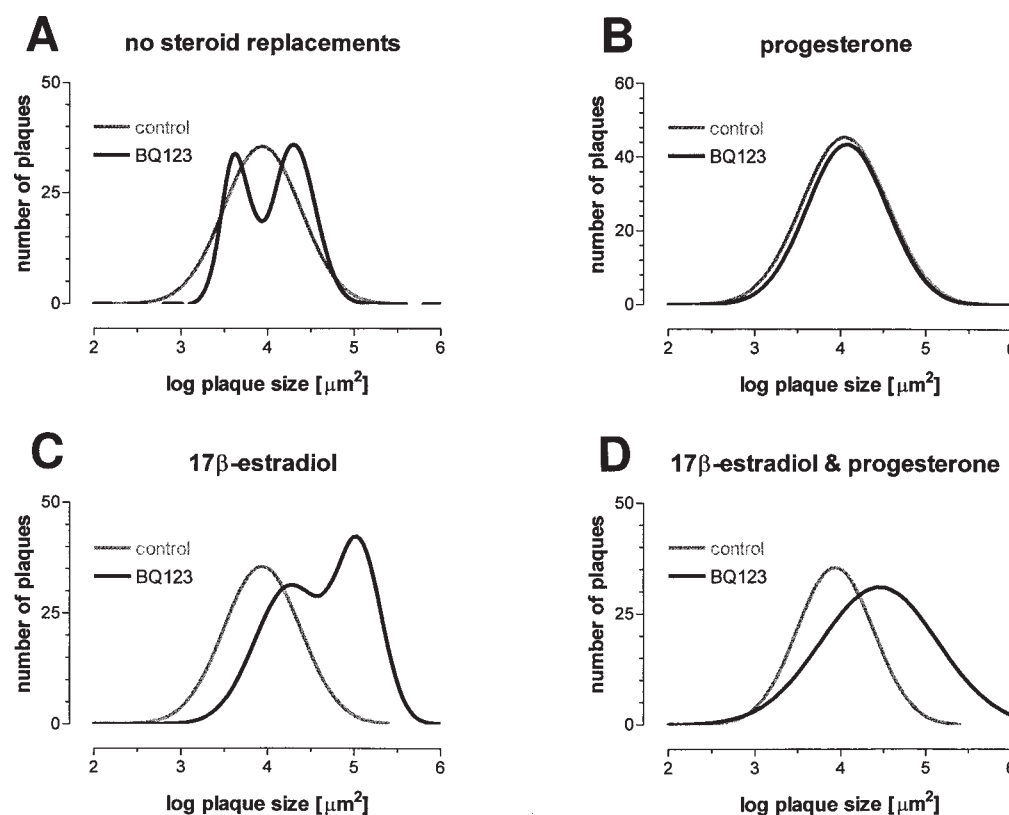 A
no steroid replacements
number of plaques
50
25
0
control
BQ123
2 3 4 5 6
log plaque size [μm²]
B
progesterone
number of plaques
60
40
20
0
control
BQ123
2 3 4 5 6
log plaque size [μm²]
C
17β-estradiol
number of plaques
50
25
0
control
BQ123
2 3 4 5 6
log plaque size [μm²]
D
17β-estradiol & progesterone
number of plaques
50
25
0
control
BQ123
2 3 4 5 6
log plaque size [μm²]